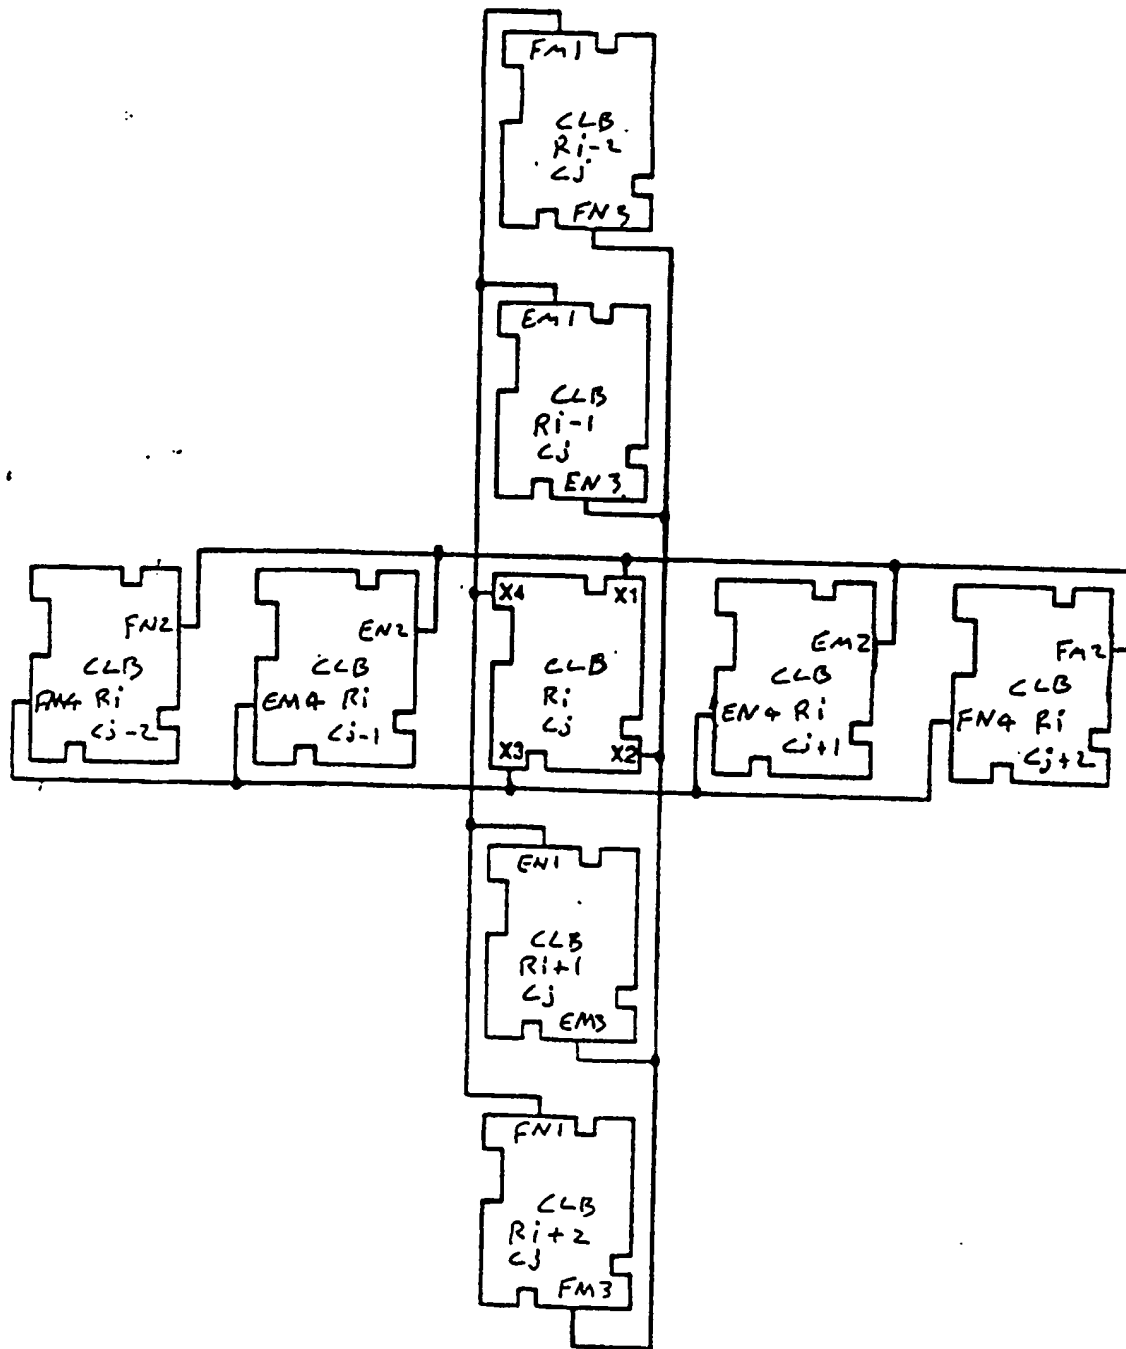 FM1
CLB
Ri-2
Cj
FN3
EM1
CLB
Ri-1
Cj
EN3
FN2
CLB
FM4 Ri
Cj-2
EN2
CLB
EM4 Ri
Cj-1
X4 X1
CLB
Ri
Cj
X3 X2
EM2
CLB
EN4 Ri
Cj+1
FM2
CLB
FN4 Ri
Cj+2
EN1
CLB
Ri+1
Cj
EM3
FN1
CLB
Ri+2
Cj
FM3